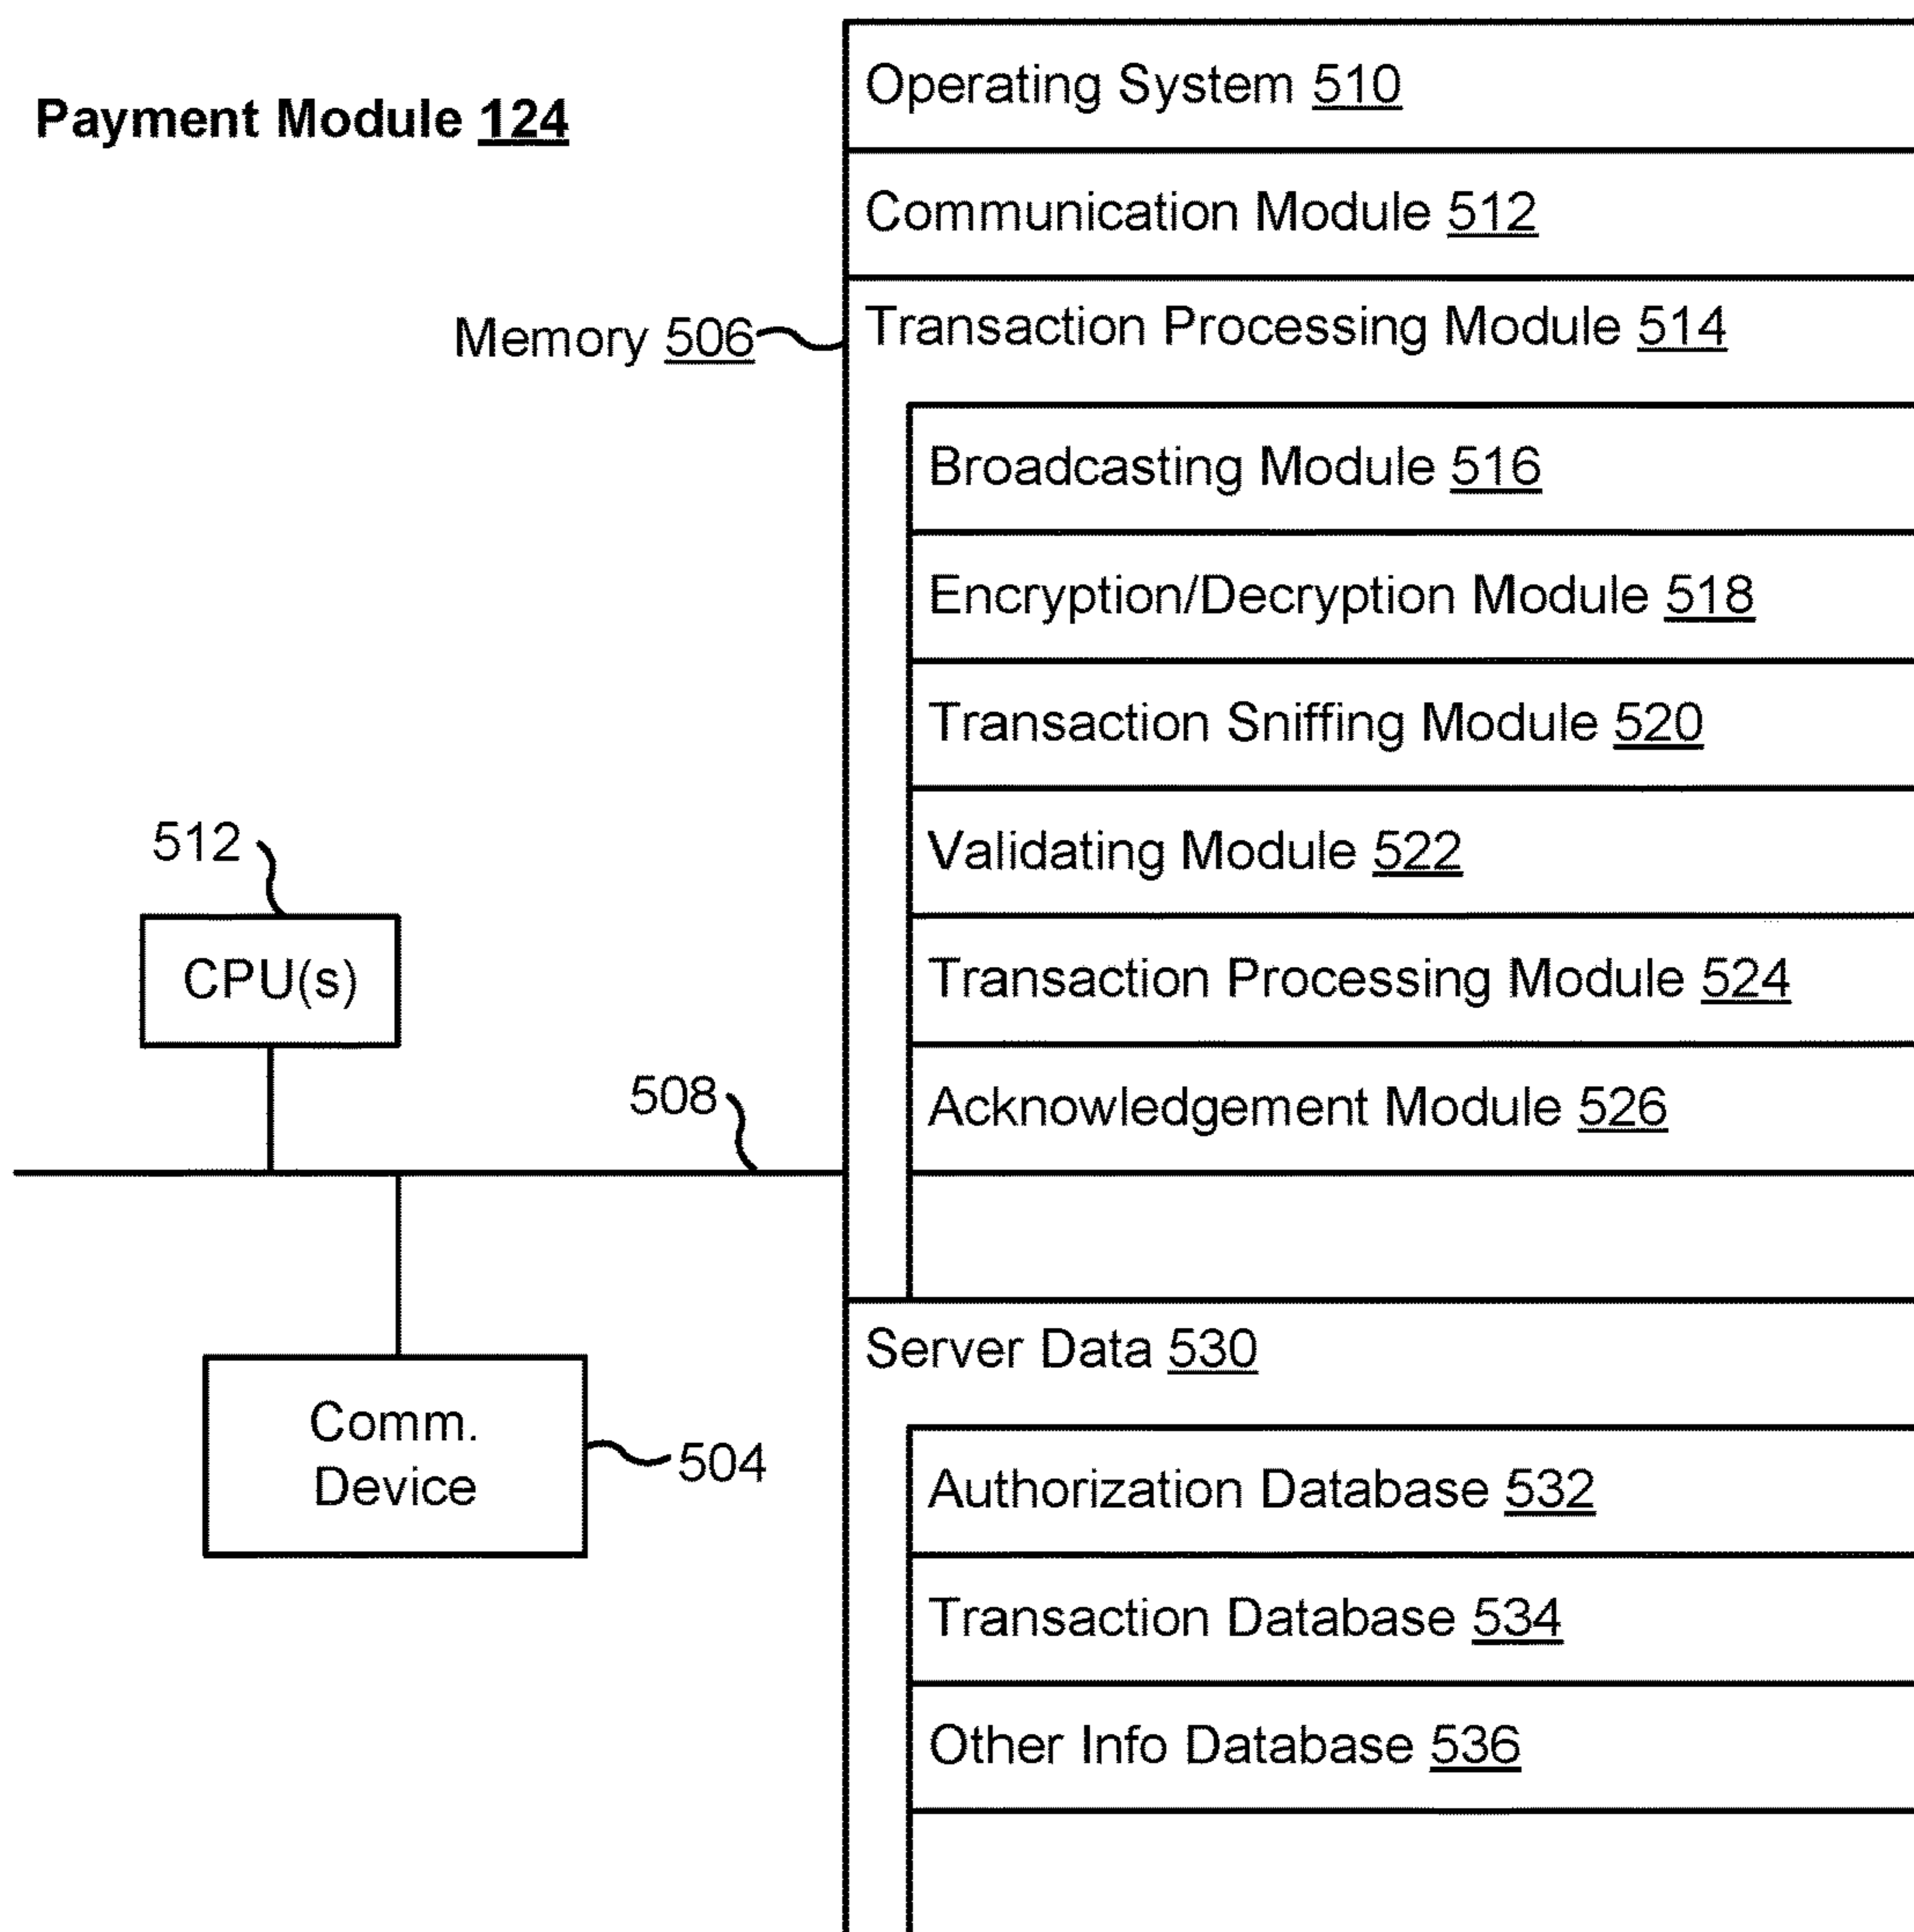 Payment Module 124
Operating System 510
Communication Module 512
Memory 506
Transaction Processing Module 514
Broadcasting Module 516
Encryption/Decryption Module 518
Transaction Sniffing Module 520
Validating Module 522
Transaction Processing Module 524
Acknowledgement Module 526
512
CPU(s)
508
Comm.
Device
504
Server Data 530
Authorization Database 532
Transaction Database 534
Other Info Database 536